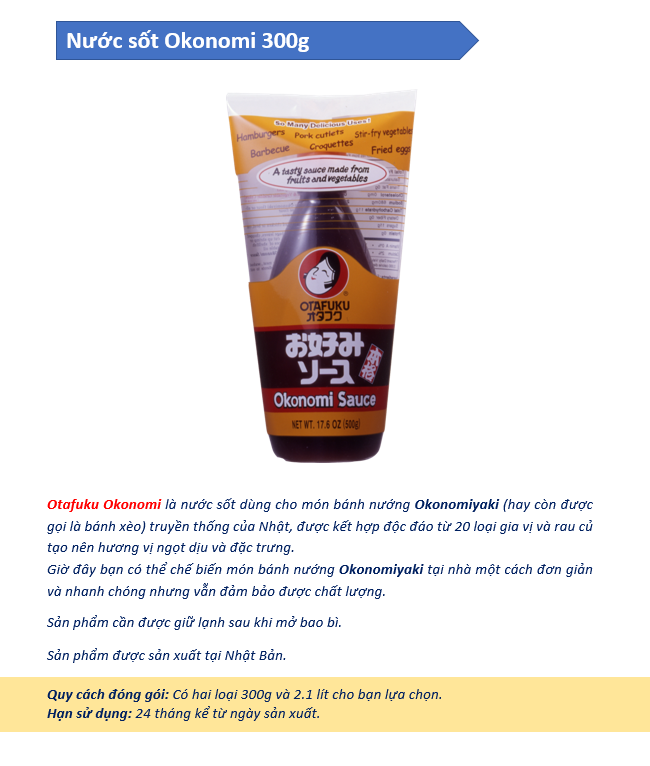 Nước sốt Okonomi 300g
So Many Delicious Uses!
Hamburgers Pork cutlets Stir-fry vegetables
Barbecue Croquettes Fried eggs
A tasty sauce made from
fruits and vegetables
OTAFUKU
オタフク
お好み
ソース
本格
Okonomi Sauce
NET WT. 17.6 OZ (500g)
Otafuku Okonomi là nước sốt dùng cho món bánh nướng Okonomiyaki (hay còn được
gọi là bánh xèo) truyền thống của Nhật, được kết hợp độc đáo từ 20 loại gia vị và rau củ
tạo nên hương vị ngọt dịu và đặc trưng.
Giờ đây bạn có thể chế biến món bánh nướng Okonomiyaki tại nhà một cách đơn giản
và nhanh chóng nhưng vẫn đảm bảo được chất lượng.
Sản phẩm cần được giữ lạnh sau khi mở bao bì.
Sản phẩm được sản xuất tại Nhật Bản.
Quy cách đóng gói: Có hai loại 300g và 2.1 lít cho bạn lựa chọn.
Hạn sử dụng: 24 tháng kể từ ngày sản xuất.